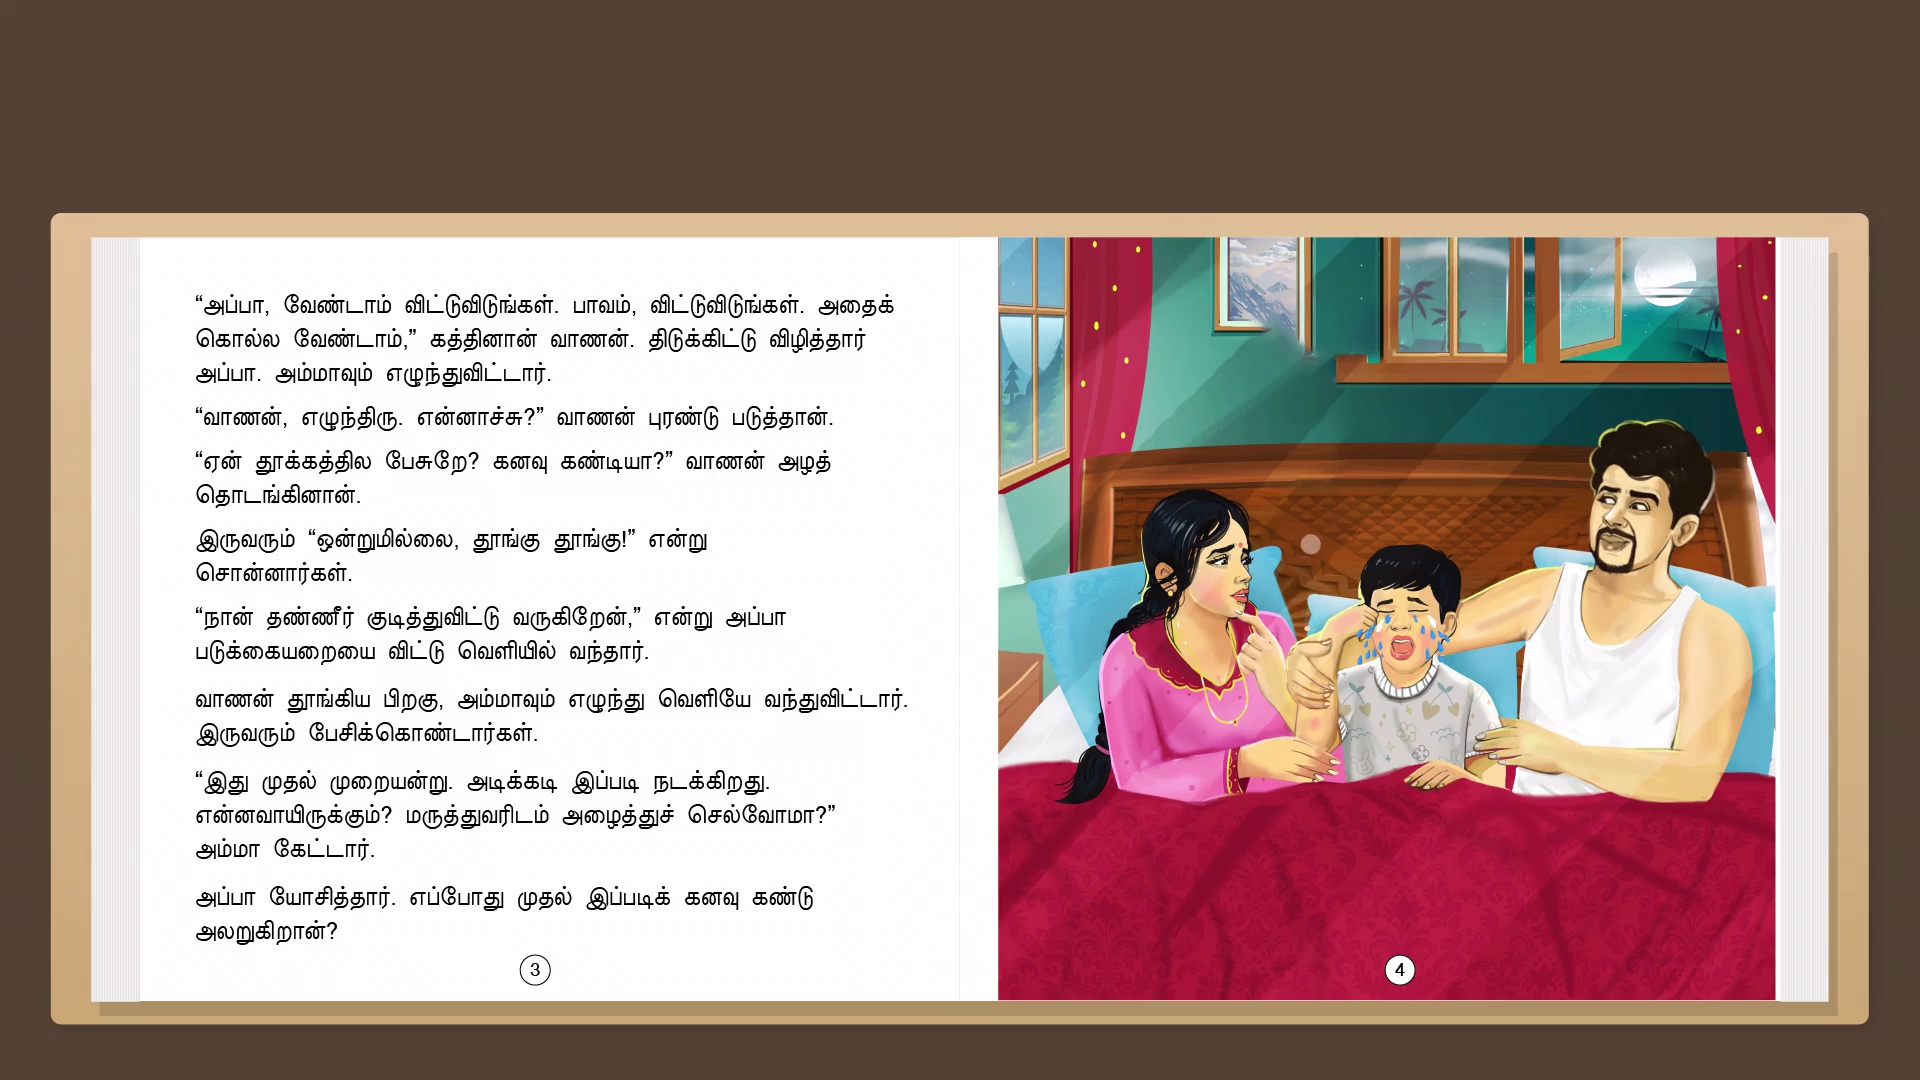 “அப்பா, வேண்டாம் விட்டுவிடுங்கள். பாவம், விட்டுவிடுங்கள். அதைக்
கொல்ல வேண்டாம்,” கத்தினான் வாணன். திடுக்கிட்டு விழித்தார்
அப்பா. அம்மாவும் எழுந்துவிட்டார்.
“வாணன், எழுந்திரு. என்னாச்சு?” வாணன் புரண்டு படுத்தான்.
“ஏன் தூக்கத்தில பேசுறே? கனவு கண்டியா?” வாணன் அழத்
தொடங்கினான்.
இருவரும் “ஒன்றுமில்லை, தூங்கு தூங்கு!” என்று
சொன்னார்கள்.
“நான் தண்ணீர் குடித்துவிட்டு வருகிறேன்,” என்று அப்பா
படுக்கையறையை விட்டு வெளியில் வந்தார்.
வாணன் தூங்கிய பிறகு, அம்மாவும் எழுந்து வெளியே வந்துவிட்டார்.
இருவரும் பேசிக்கொண்டார்கள்.
“இது முதல் முறையன்று. அடிக்கடி இப்படி நடக்கிறது.
என்னவாயிருக்கும்? மருத்துவரிடம் அழைத்துச் செல்வோமா?”
அம்மா கேட்டார்.
அப்பா யோசித்தார். எப்போது முதல் இப்படிக் கனவு கண்டு
அலறுகிறான்?
3
4